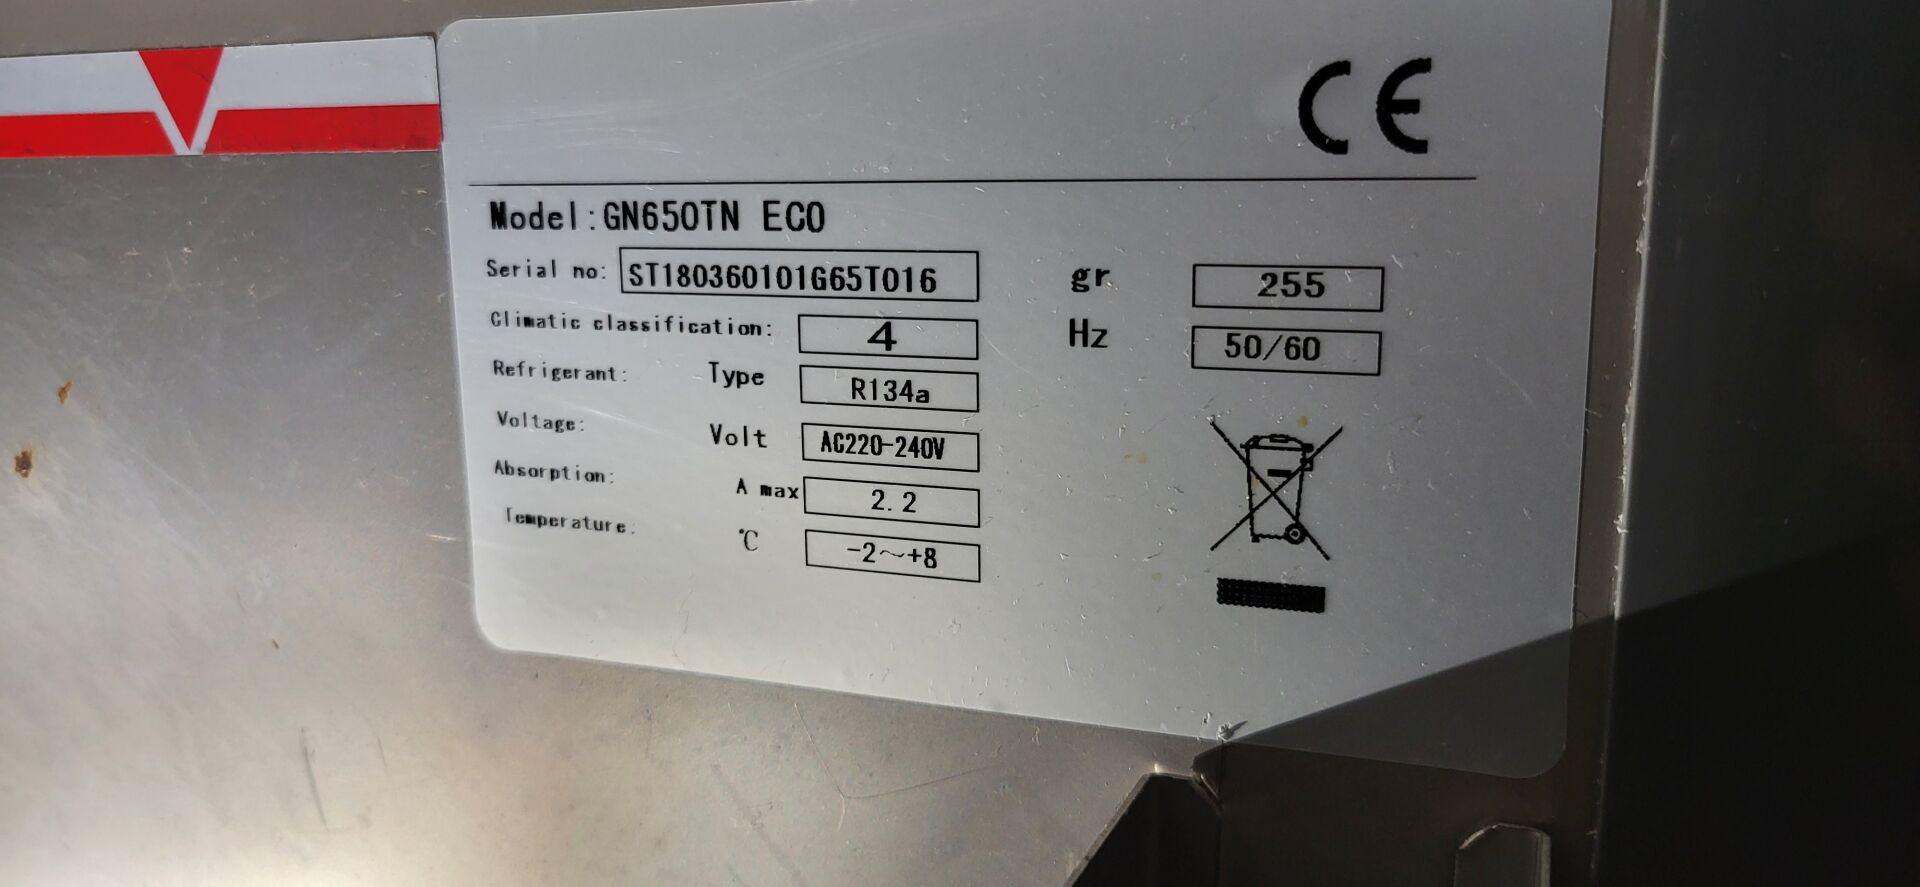 CE
Model:GN650TN ECO
Serial no: ST180360101G65T016 gr 255
Climatic classification: 4 Hz 50/60
Refrigerant: Type R134a
Voltage: Volt AC220-240V
Absorption: A max 2.2
Temperature: ℃ -2~+8